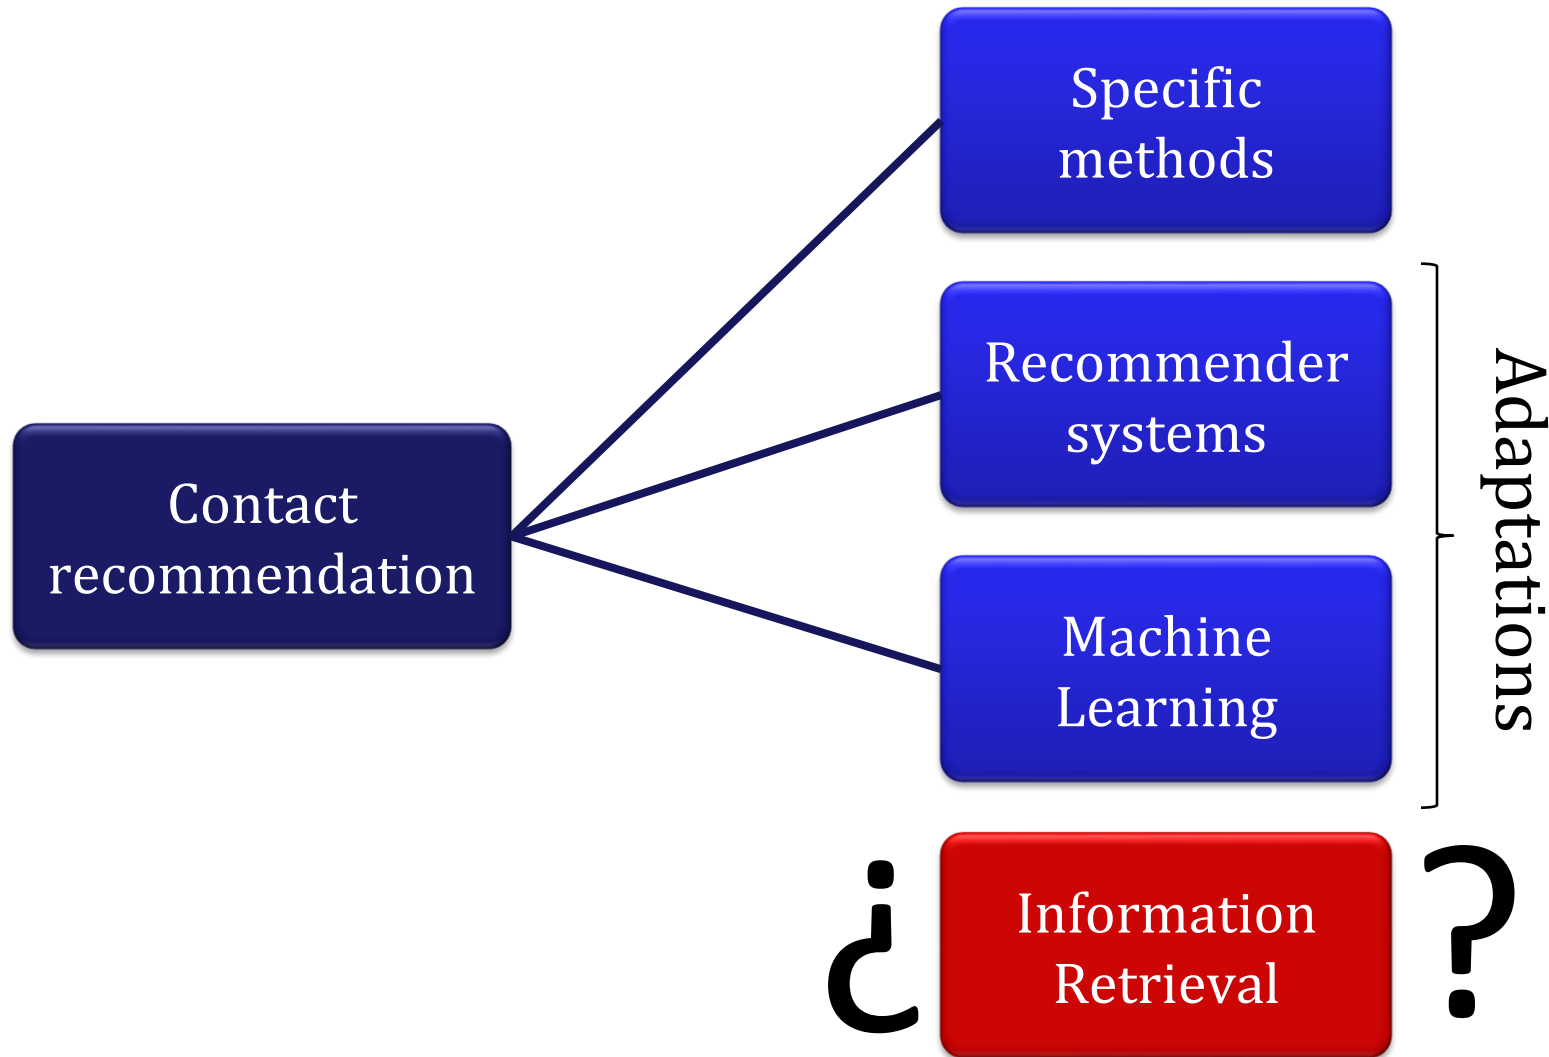 Specific
methods
Recommender
systems
Adaptations
Contact
recommendation
Machine
Learning
¿
Information
Retrieval
?